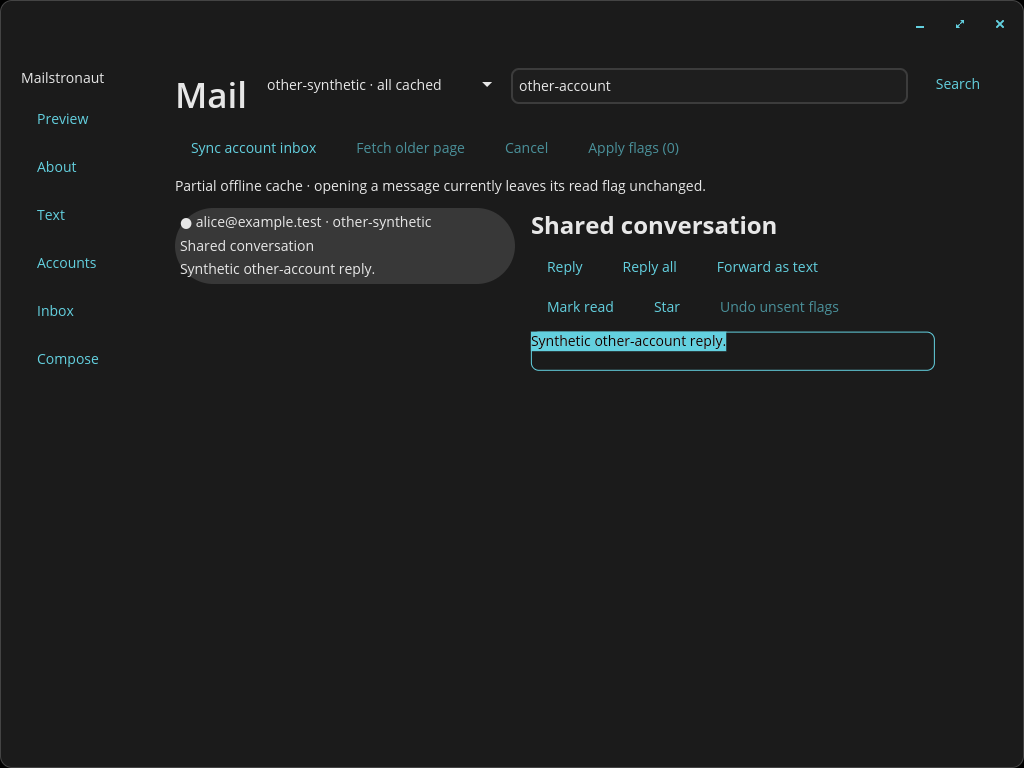 Mailstronaut
Preview
About
Text
Accounts
Inbox
Compose
Mail
other-synthetic · all cached
other-account
Search
Sync account inbox
Fetch older page
Cancel
Apply flags (0)
Partial offline cache · opening a message currently leaves its read flag unchanged.
● alice@example.test · other-synthetic
Shared conversation
Synthetic other-account reply.
Shared conversation
Reply
Reply all
Forward as text
Mark read
Star
Undo unsent flags
Synthetic other-account reply.